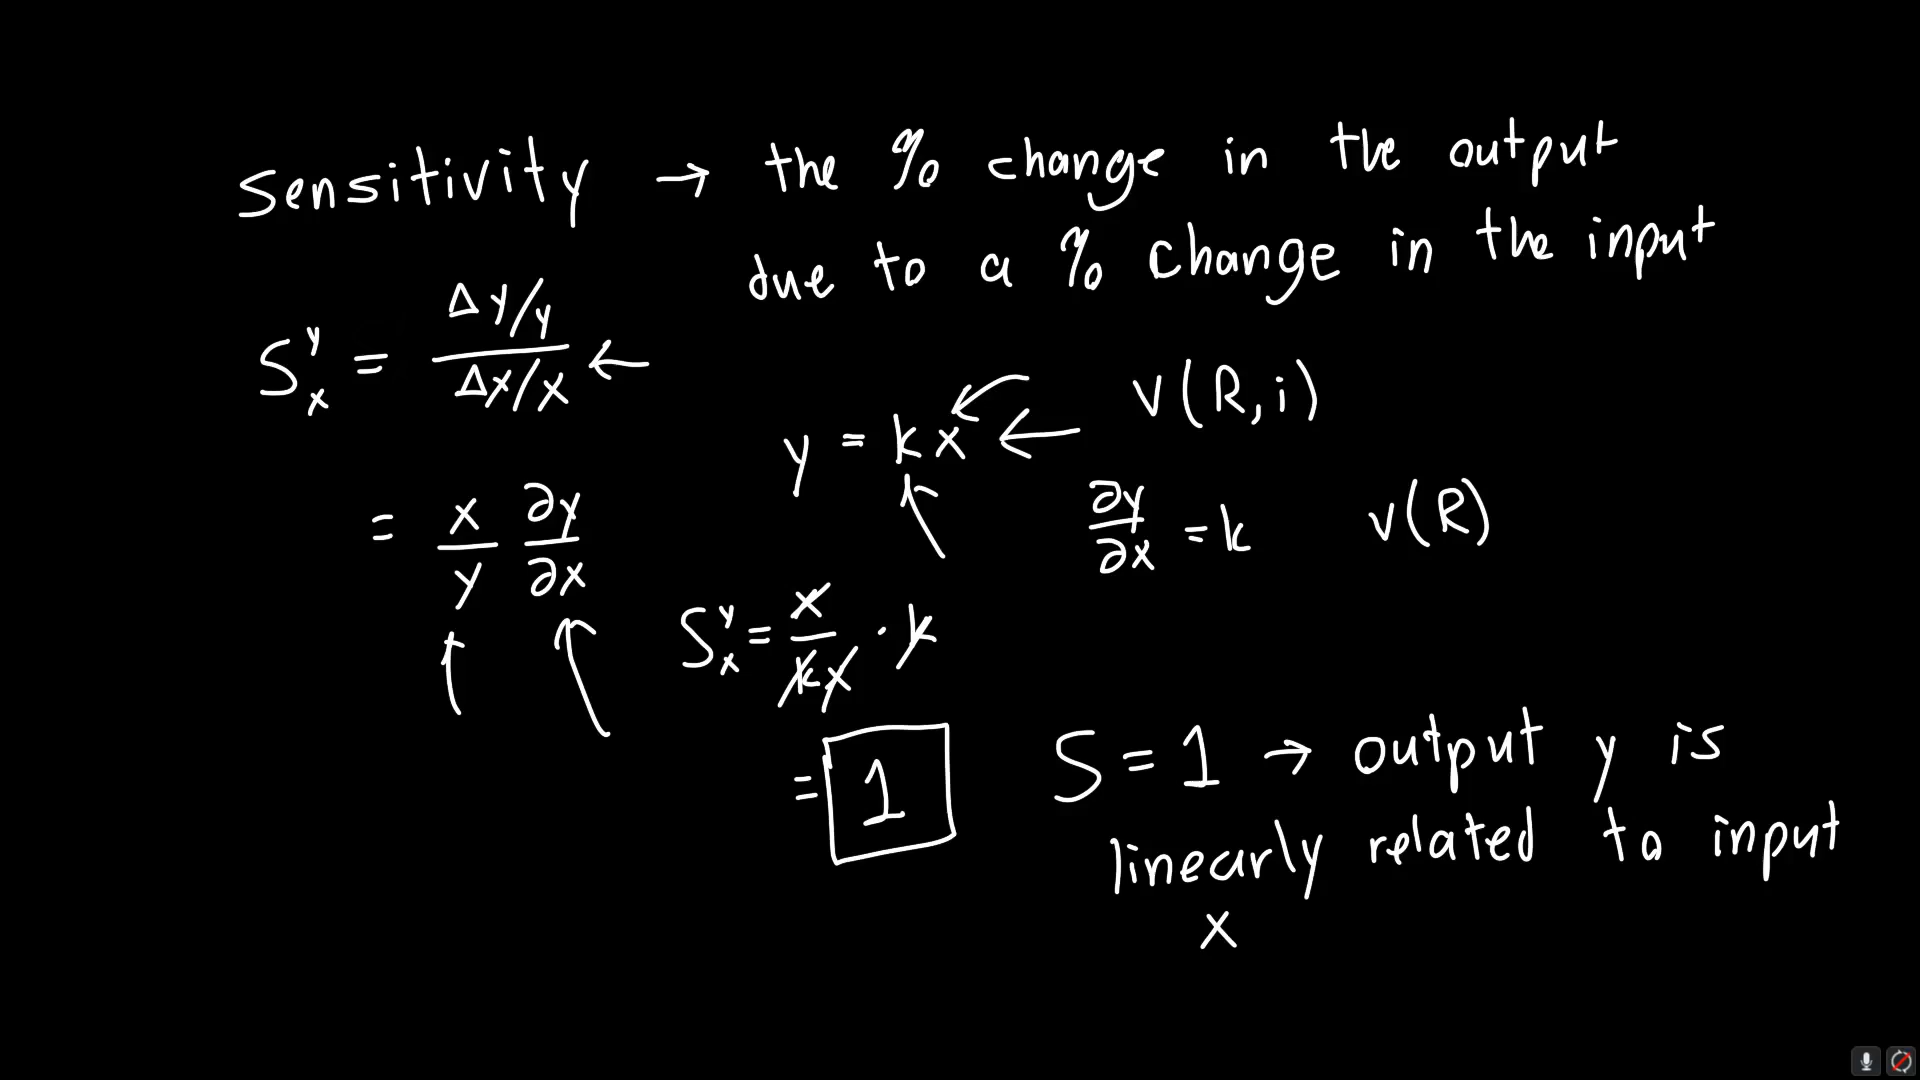 sensitivity → the % change in the output
due to a % change in the input
S^y_x = (Δy/y)/(Δx/x) ←
y = kx ←
V(R,i)
= x/y ∂y/∂x
∂y/∂x = k
V(R)
S^y_x = x/kx · k
= 1
S = 1 → output y is
linearly related to input
x